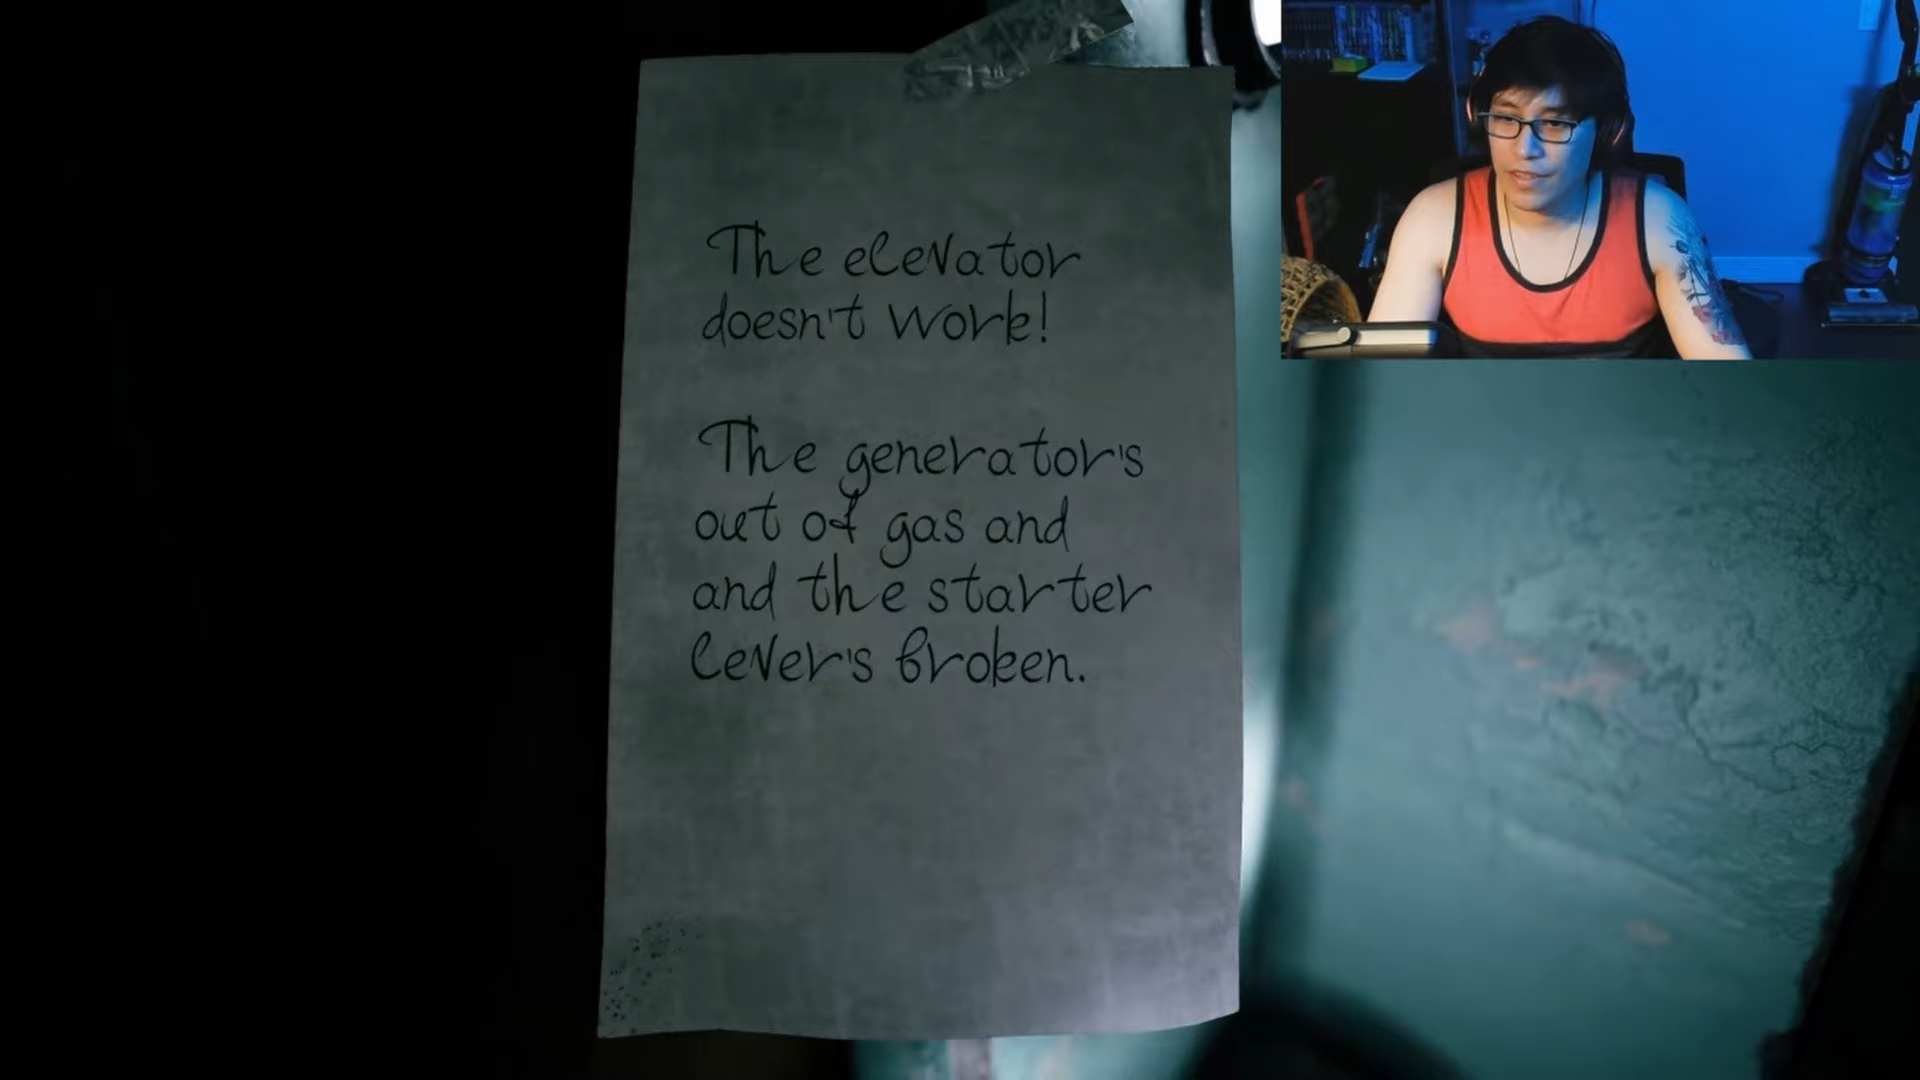 The elevator
doesn't work!
The generator's
out of gas and
and the starter
lever's broken.